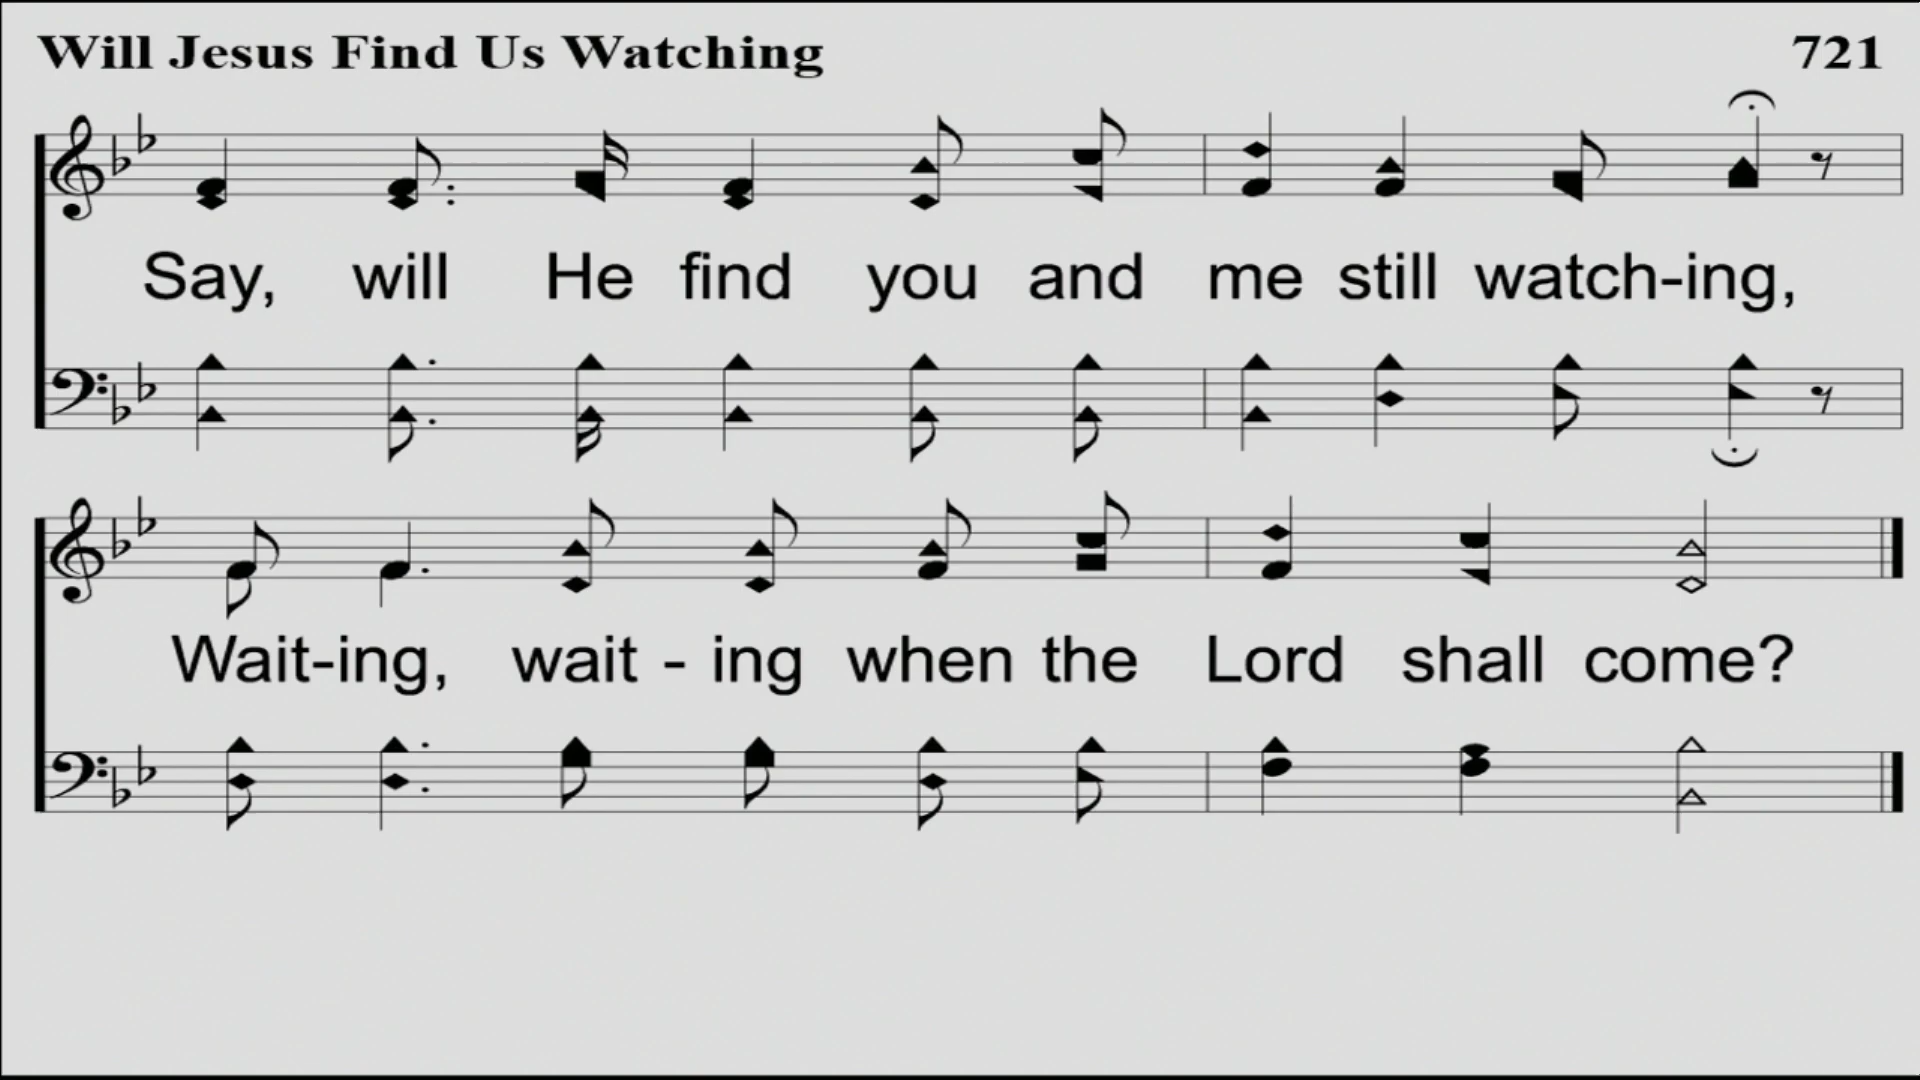 Will Jesus Find Us Watching 721
Say, will He find you and me still watch-ing,
Wait-ing, wait - ing when the Lord shall come?